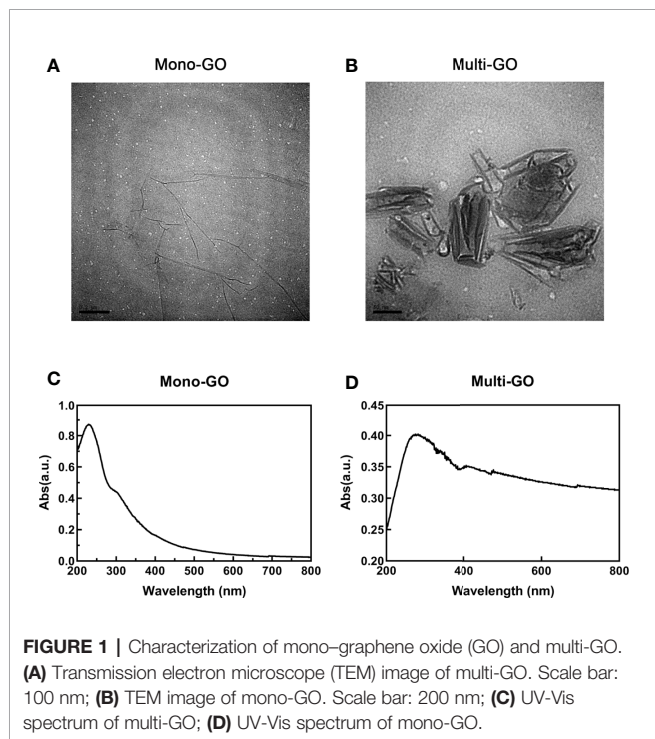 A Mono-GO
B Multi-GO
C Mono-GO
1.0
0.8
0.6
0.4
0.2
0.0
Abs(a.u.)
200 300 400 500 600 700 800
Wavelength (nm)
D Multi-GO
0.45
0.40
0.35
0.30
0.25
0.20
Abs(a.u.)
200 400 600 800
Wavelength (nm)
FIGURE 1 | Characterization of mono–graphene oxide (GO) and multi-GO.
(A) Transmission electron microscope (TEM) image of multi-GO. Scale bar:
100 nm; (B) TEM image of mono-GO. Scale bar: 200 nm; (C) UV-Vis
spectrum of multi-GO; (D) UV-Vis spectrum of mono-GO.